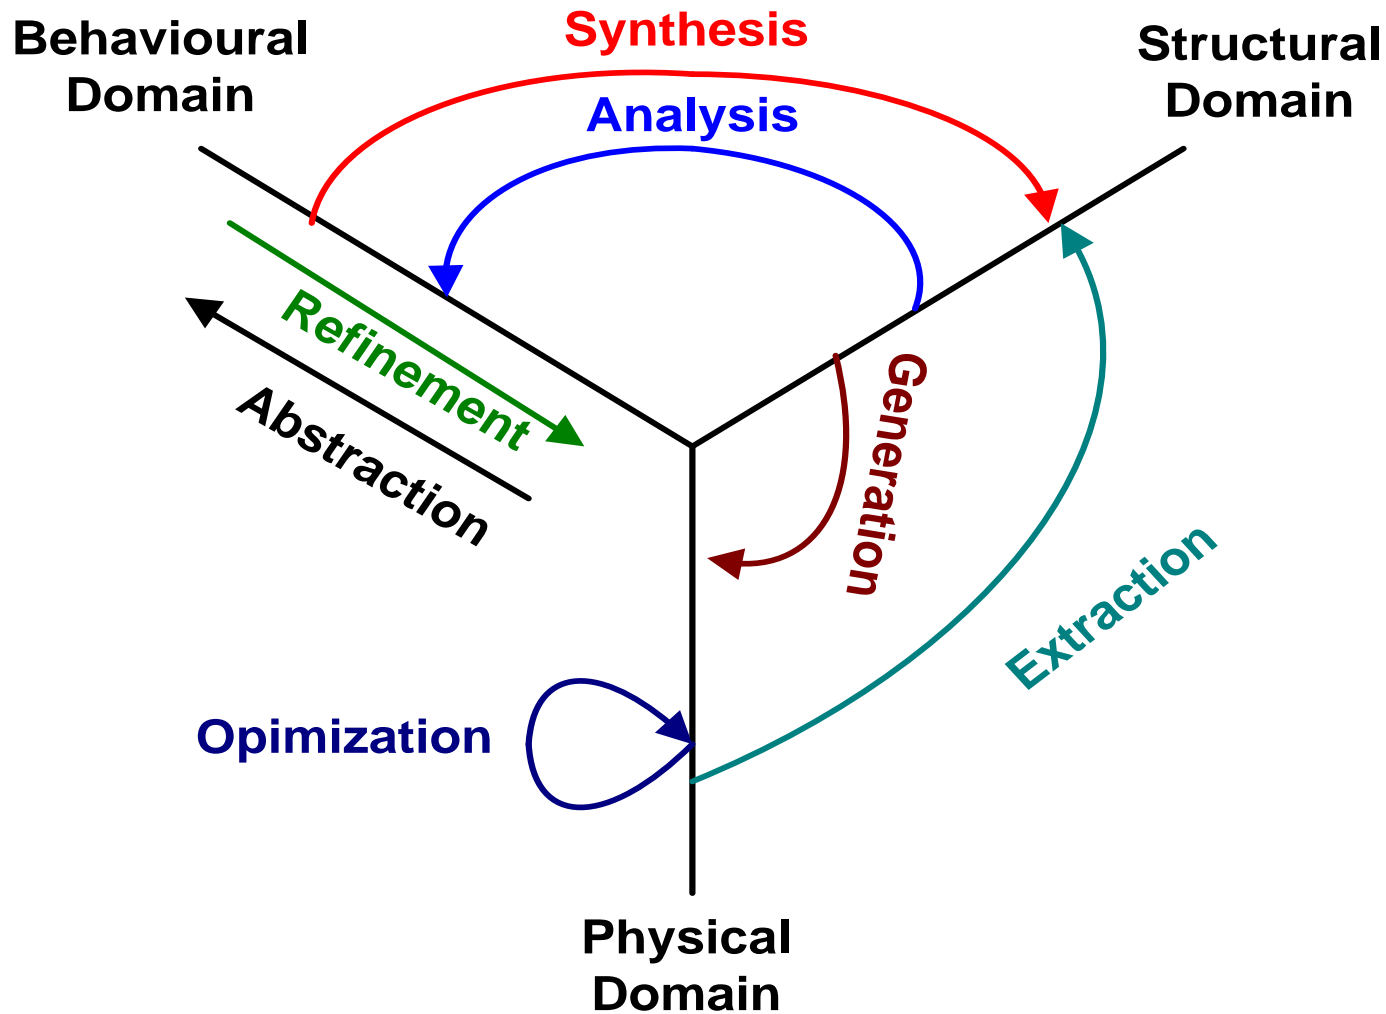 Behavioural
Domain
Synthesis
Structural
Domain
Analysis
Refinement
Abstraction
Generation
Extraction
Opimization
Physical
Domain